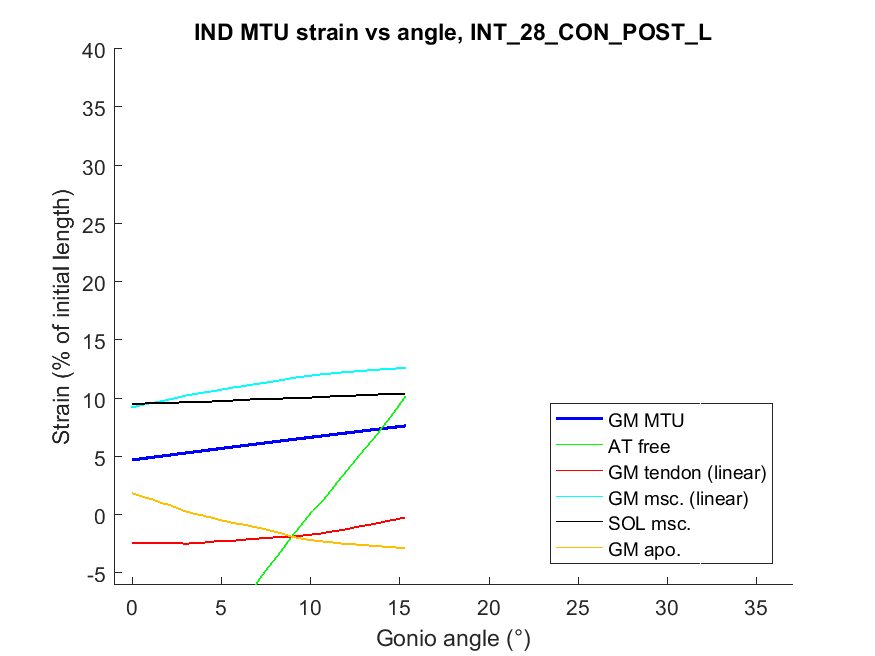 IND MTU strain vs angle, INT_28_CON_POST_L
40
35
30
25
20
15
10
5
0
-5
Strain (% of initial length)
0 5 10 15 20 25 30 35
Gonio angle (°)
GM MTU
AT free
GM tendon (linear)
GM msc. (linear)
SOL msc.
GM apo.